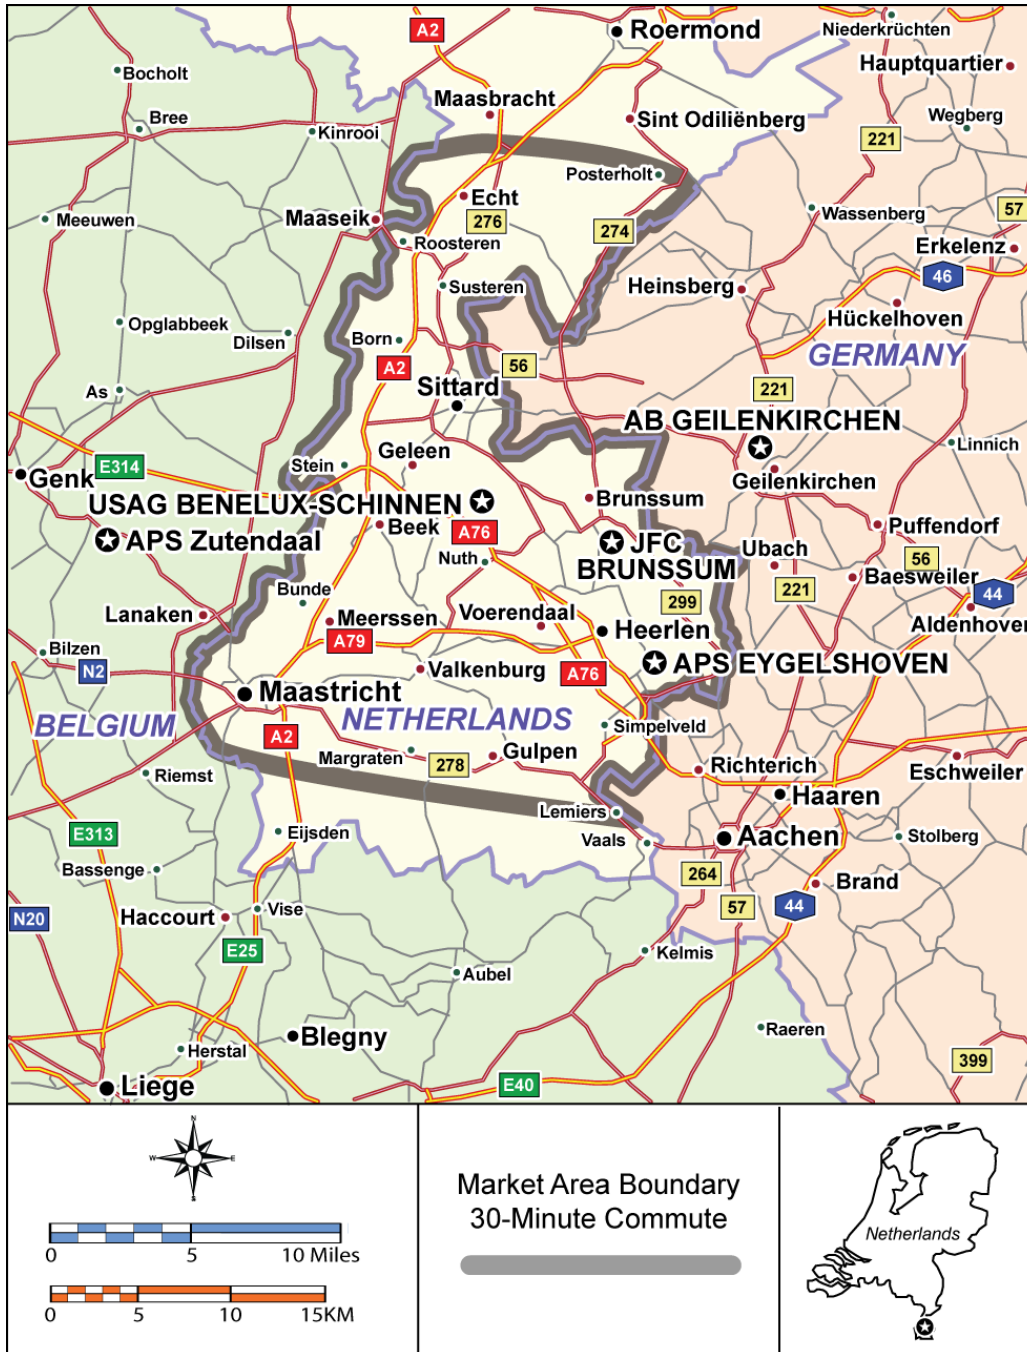 A2
Roermond
Niederkrüchten
Hauptquartier
Bocholt
Maasbracht
Bree
Kinrooi
Sint Odiliënberg
Wegberg
221
Posterholt
Echt
276
Meeuwen
Maaseik
Roosteren
274
Wassenberg
57
Erkelenz
46
Susteren
Heinsberg
Hückelhoven
Opglabbeek
Dilsen
Born
GERMANY
A2
56
As
Sittard
221
AB GEILENKIRCHEN
Linnich
Geleen
Stein
E314
Genk
Geilenkirchen
USAG BENELUX-SCHINNEN
Brunssum
Beek
A76
Puffendorf
APS Zutendaal
JFC
BRUNSSUM
Nuth
Ubach
56
Baesweiler
221
44
Bunde
299
Aldenhoven
Lanaken
Meerssen
Voerendaal
Heerlen
A79
Bilzen
N2
Valkenburg
A76
APS EYGELSHOVEN
Maastricht
BELGIUM
NETHERLANDS
A2
Simpelveld
Margraten
278
Gulpen
Richterich
Eschweiler
Riemst
Haaren
Lemiers
E313
Eijsden
Vaals
Aachen
Stolberg
Bassenge
264
Brand
57
44
N20
Haccourt
Vise
E25
Kelmis
Aubel
Raeren
Blegny
Herstal
399
Liege
E40
N
W E
S
0 5 10 Miles
0 5 10 15KM
Market Area Boundary
30-Minute Commute
Netherlands